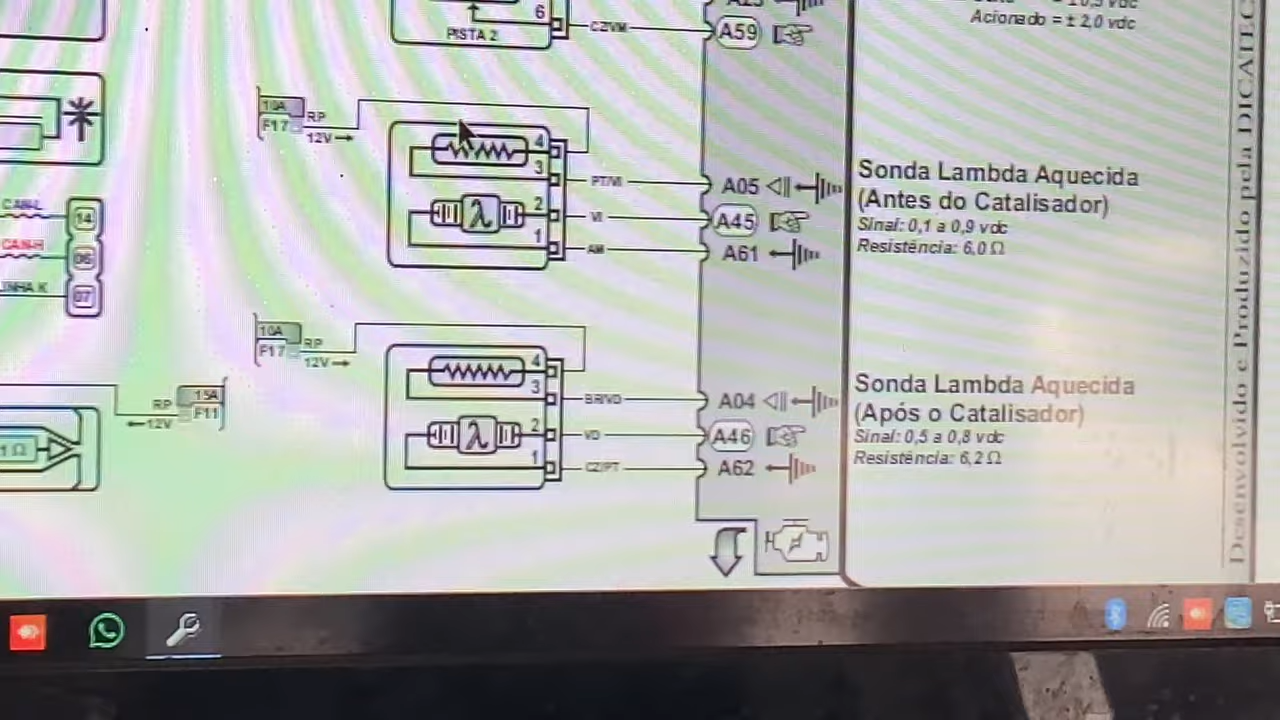 6
PISTA 2
CZ/VM
A59
Acionado = ± 2,0 vdc
10A
F17
RP
12V
4
3
2
1
λ
PT/VI
VI
AM
A05
A45
A61
Sonda Lambda Aquecida
(Antes do Catalisador)
Sinal: 0,1 a 0,9 vdc
Resistência: 6,0 Ω
CAN-L
14
CAN-H
06
LINHA K
07
10A
F17
RP
12V
4
3
2
1
λ
BR/VD
VD
CZ/PT
A04
A46
A62
Sonda Lambda Aquecida
(Após o Catalisador)
Sinal: 0,5 a 0,8 vdc
Resistência: 6,2 Ω
RP
12V
15A
F11
1 Ω
Desenvolvido e Produzido pela DICATEC